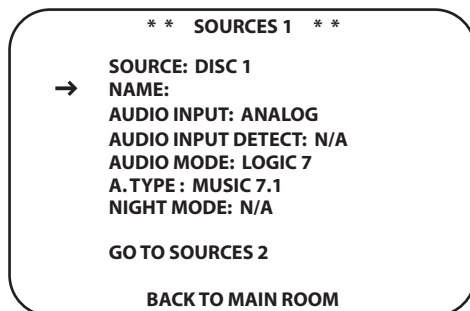 * * SOURCES 1 * *
SOURCE: DISC 1
→ NAME:
AUDIO INPUT: ANALOG
AUDIO INPUT DETECT: N/A
AUDIO MODE: LOGIC 7
A. TYPE : MUSIC 7.1
NIGHT MODE: N/A
GO TO SOURCES 2
BACK TO MAIN ROOM